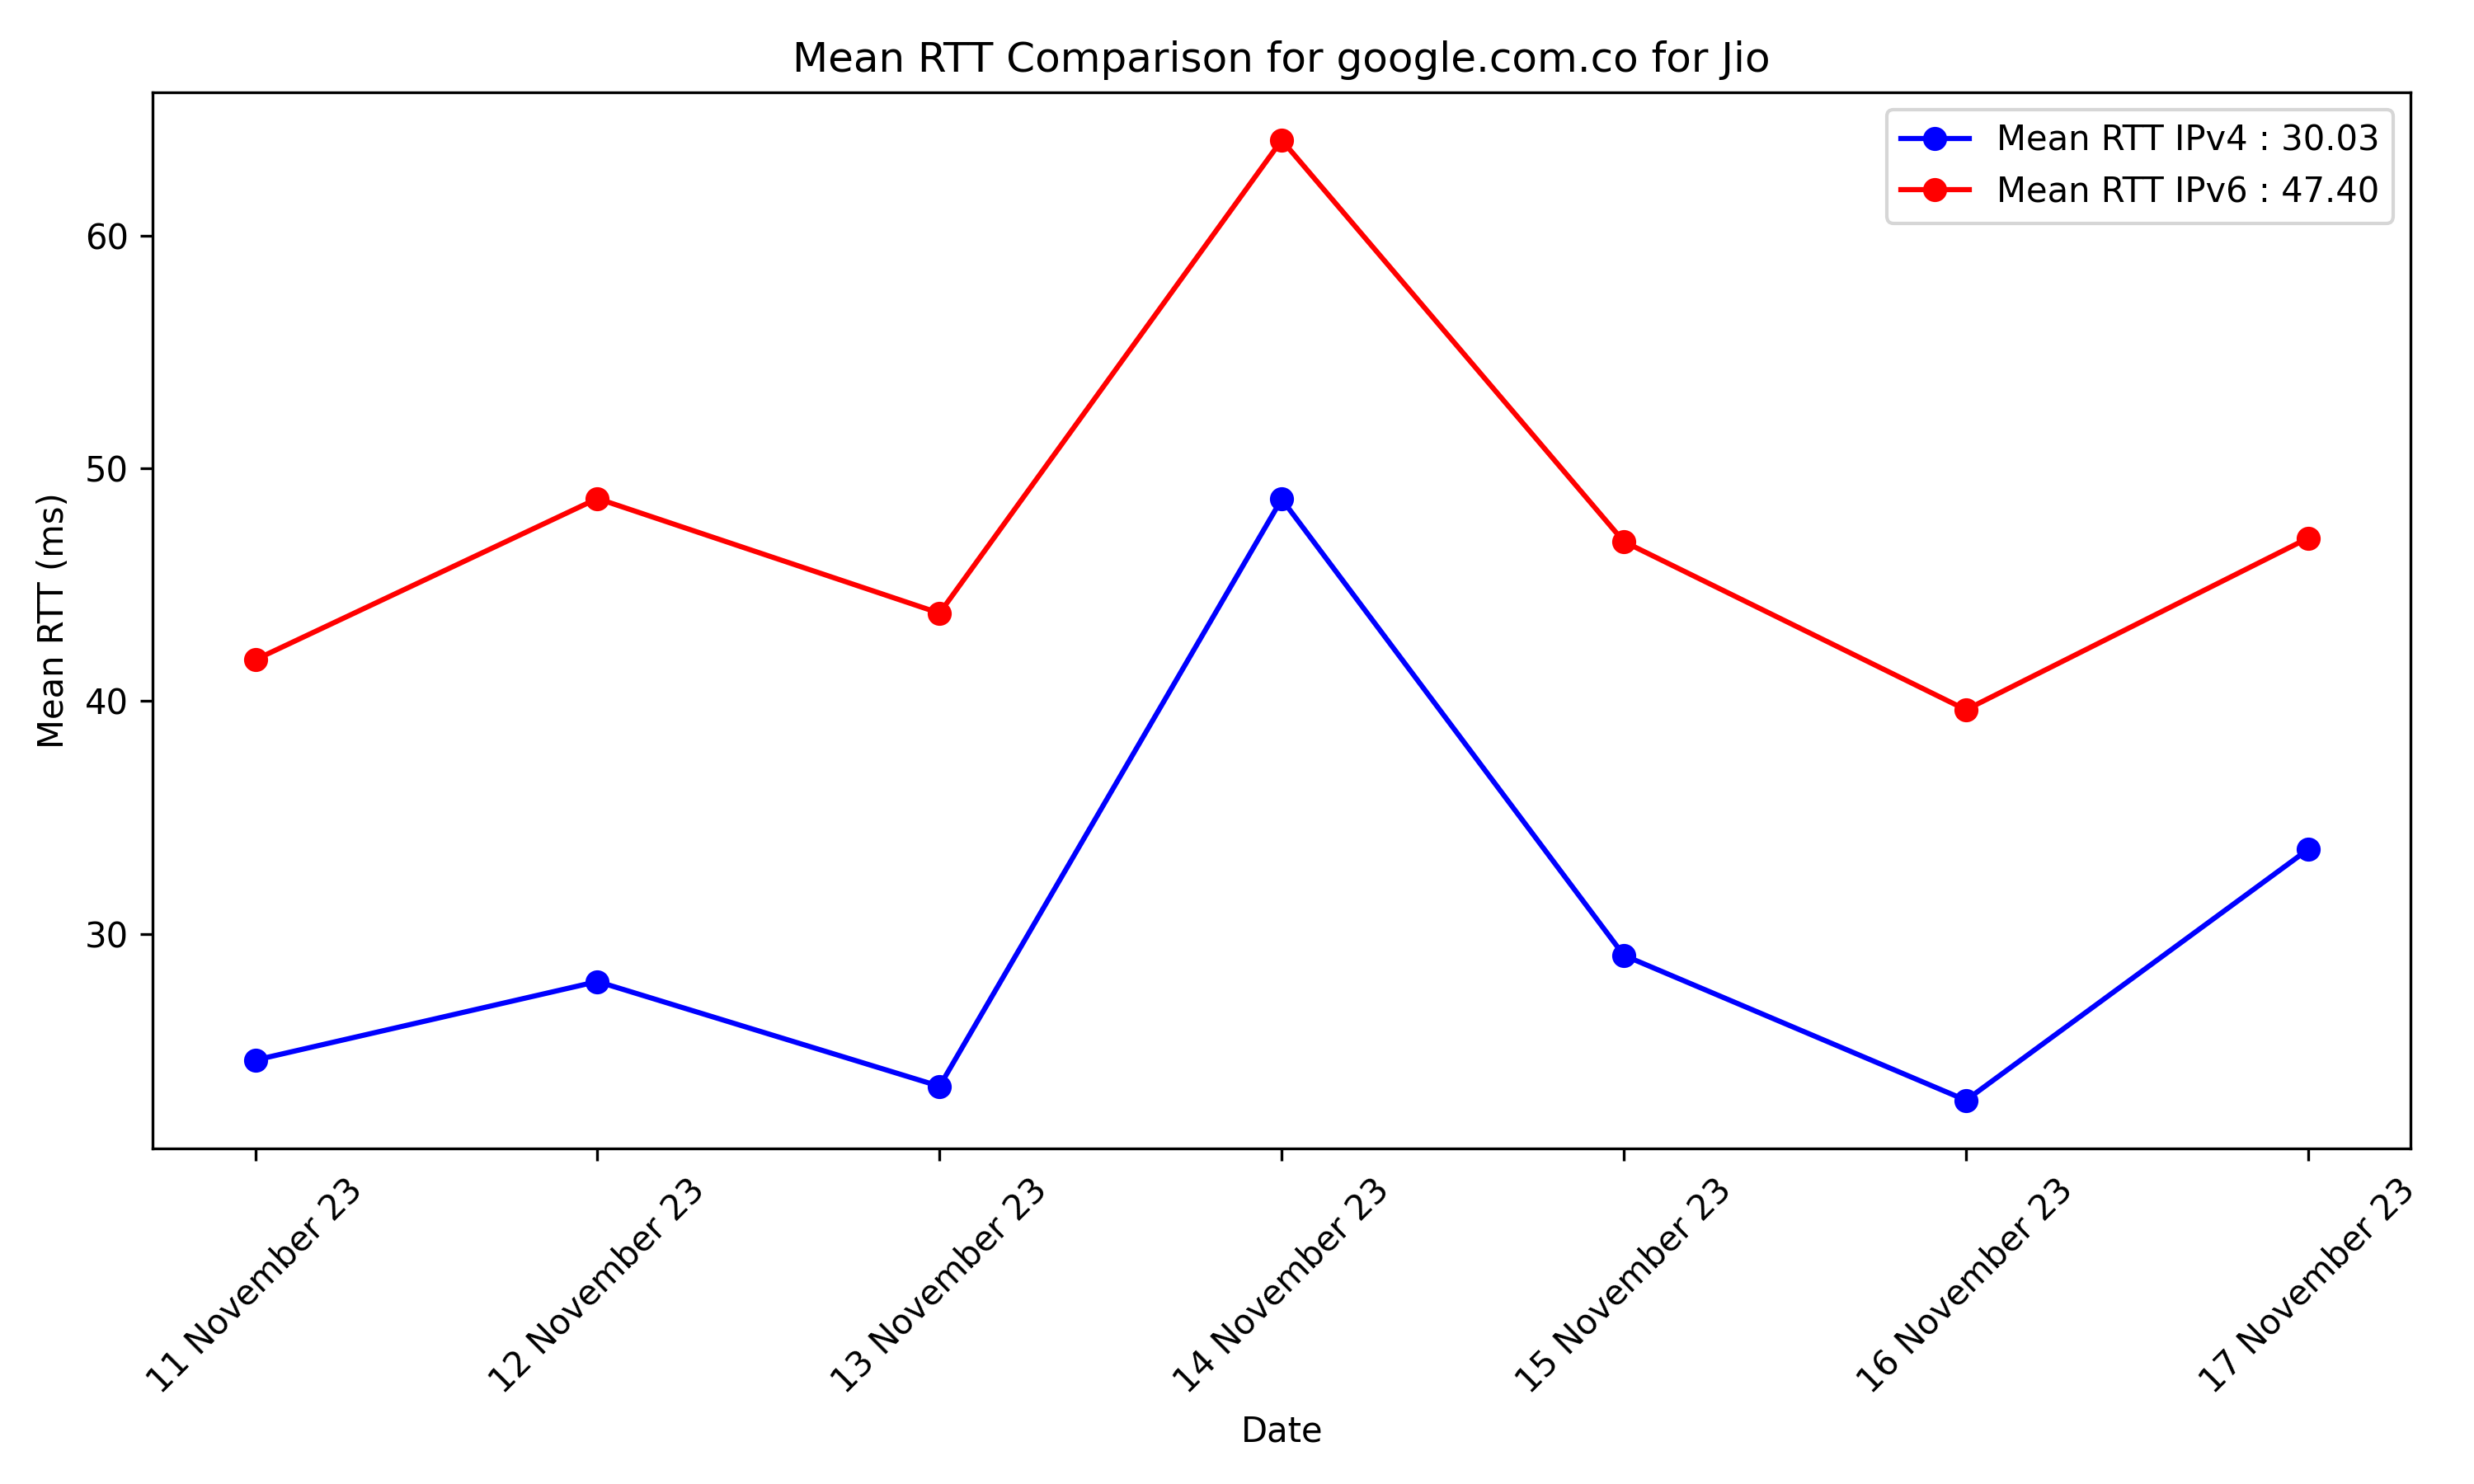 Mean RTT Comparison for google.com.co for Jio
Mean RTT IPv4 : 30.03
Mean RTT IPv6 : 47.40
Mean RTT (ms)
60
50
40
30
11 November 23
12 November 23
13 November 23
14 November 23
15 November 23
16 November 23
17 November 23
Date